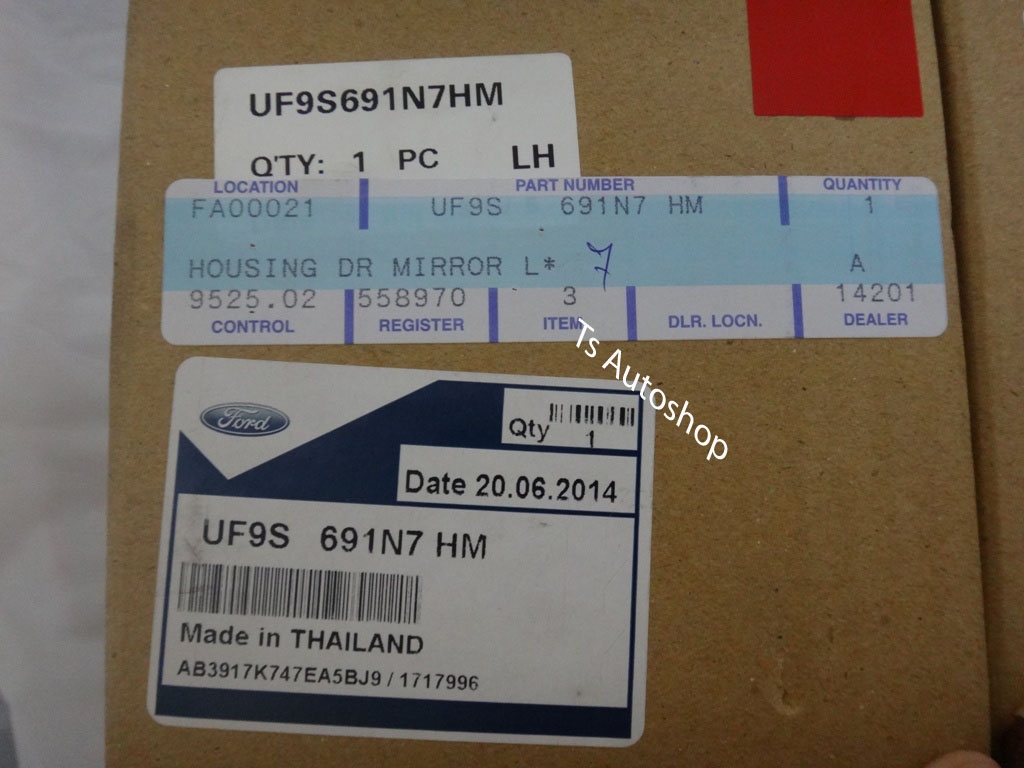 UF9S691N7HM
Q'TY: 1 PC LH
LOCATION PART NUMBER QUANTITY
FA00021 UF9S 691N7 HM 1
HOUSING DR MIRROR L* 7 A
9525.02 558970 3 14201
CONTROL REGISTER ITEM DLR. LOCN. DEALER
Ts Autoshop
Ford
Qty 1
Date 20.06.2014
UF9S 691N7 HM
Made in THAILAND
AB3917K747EA5BJ9 / 1717996